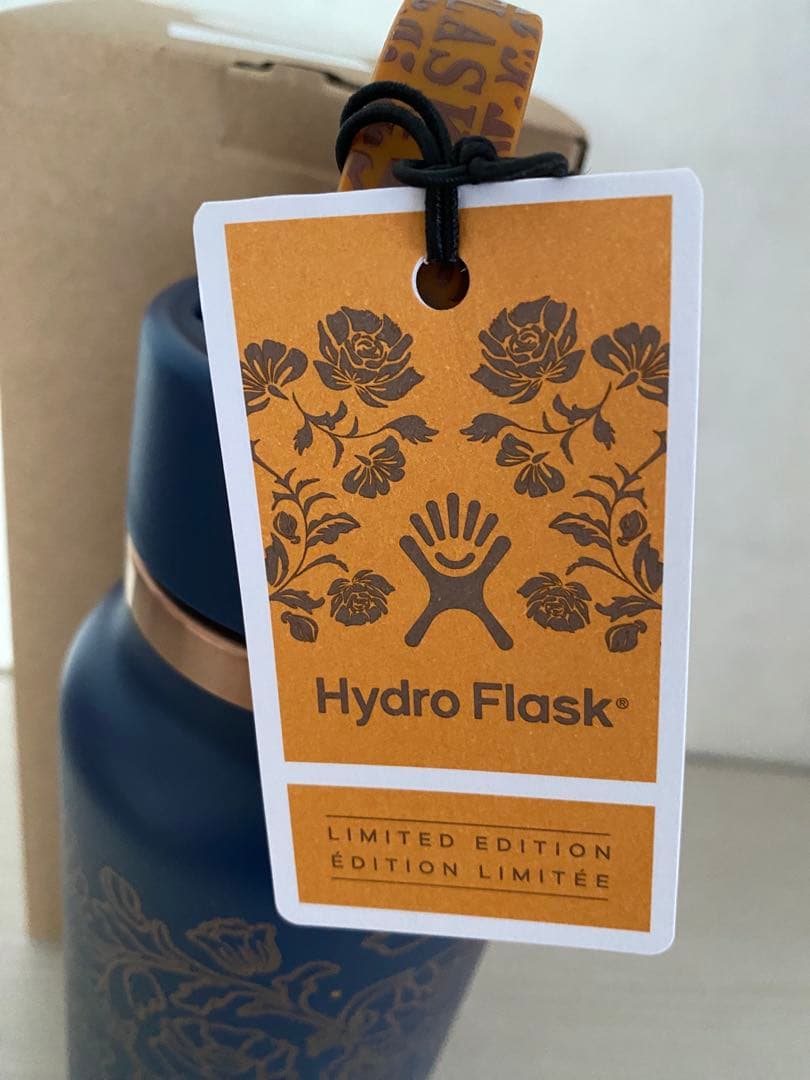 Hydro Flask®
LIMITED EDITION
ÉDITION LIMITÉE